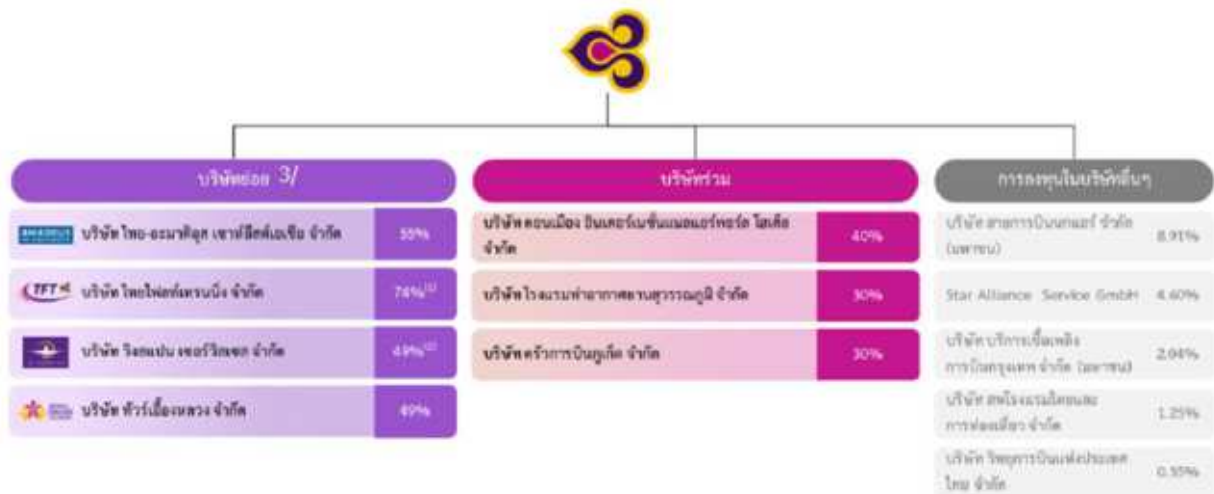 บริษัทย่อย 3/
AMADEUS
บริษัท ไทย-อะมาดิอุส เซาท์อีสต์เอเชีย จำกัด
55%
TFT
บริษัท ไทยไฟลท์เทรนนิ่ง จำกัด
74%(1)
บริษัท วิงสแปน เซอร์วิสเซส จำกัด
49%(2)
บริษัท ทัวร์เอื้องหลวง จำกัด
49%
บริษัทร่วม
บริษัท ดอนเมือง อินเตอร์เนชั่นแนลแอร์พอร์ต โฮเต็ล
จำกัด
40%
บริษัท โรงแรมท่าอากาศยานสุวรรณภูมิ จำกัด
30%
บริษัท ครัวการบินภูเก็ต จำกัด
30%
การลงทุนในบริษัทอื่นๆ
บริษัท สายการบินนกแอร์ จำกัด
(มหาชน)
8.91%
Star Alliance Service GmbH
4.60%
บริษัท บริการเชื้อเพลิง
การบินกรุงเทพ จำกัด (มหาชน)
2.04%
บริษัท สหโรงแรมไทยและ
การท่องเที่ยว จำกัด
1.25%
บริษัท วิทยุการบินแห่งประเทศ
ไทย จำกัด